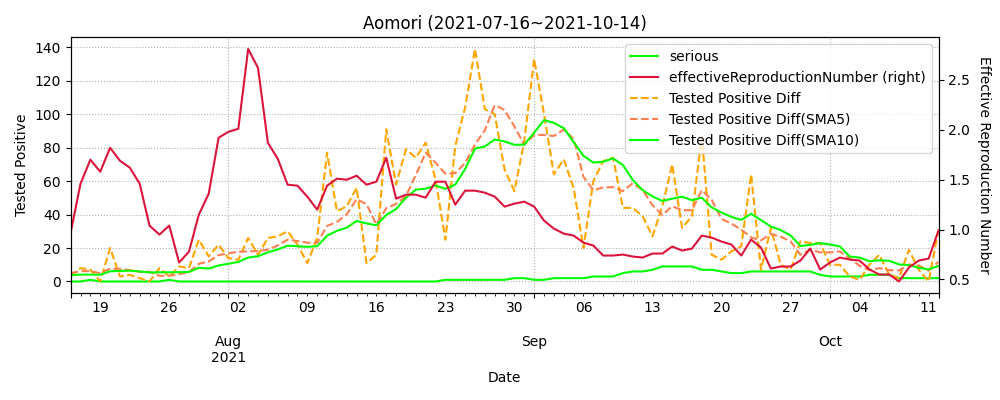 Aomori (2021-07-16~2021-10-14)
Tested Positive
140
120
100
80
60
40
20
0
serious
effectiveReproductionNumber (right)
Tested Positive Diff
Tested Positive Diff(SMA5)
Tested Positive Diff(SMA10)
2.5
2.0
1.5
1.0
0.5
Effective Reproduction Number
19 26 02 09 16 23 30 06 13 20 27 04 11
Aug Sep Oct
2021
Date